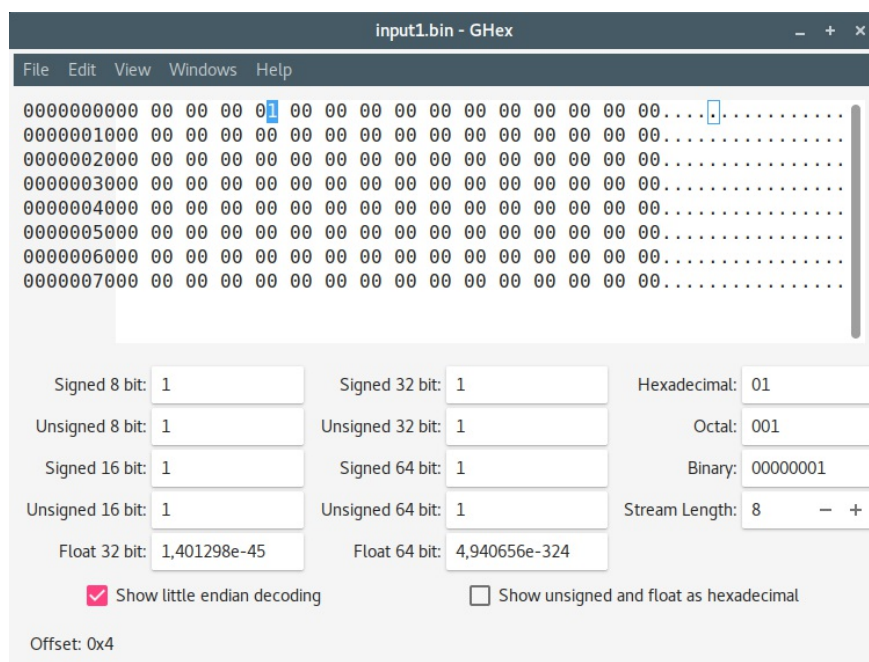 input1.bin - GHex
File Edit View Windows Help
0000000000 00 00 00 01 00 00 00 00 00 00 00 00 00 00 00................
0000001000 00 00 00 00 00 00 00 00 00 00 00 00 00 00 00................
0000002000 00 00 00 00 00 00 00 00 00 00 00 00 00 00 00................
0000003000 00 00 00 00 00 00 00 00 00 00 00 00 00 00 00................
0000004000 00 00 00 00 00 00 00 00 00 00 00 00 00 00 00................
0000005000 00 00 00 00 00 00 00 00 00 00 00 00 00 00 00................
0000006000 00 00 00 00 00 00 00 00 00 00 00 00 00 00 00................
0000007000 00 00 00 00 00 00 00 00 00 00 00 00 00 00 00................
Signed 8 bit: 1 Signed 32 bit: 1 Hexadecimal: 01
Unsigned 8 bit: 1 Unsigned 32 bit: 1 Octal: 001
Signed 16 bit: 1 Signed 64 bit: 1 Binary: 00000001
Unsigned 16 bit: 1 Unsigned 64 bit: 1 Stream Length: 8 − +
Float 32 bit: 1,401298e-45 Float 64 bit: 4,940656e-324
Show little endian decoding Show unsigned and float as hexadecimal
Offset: 0x4